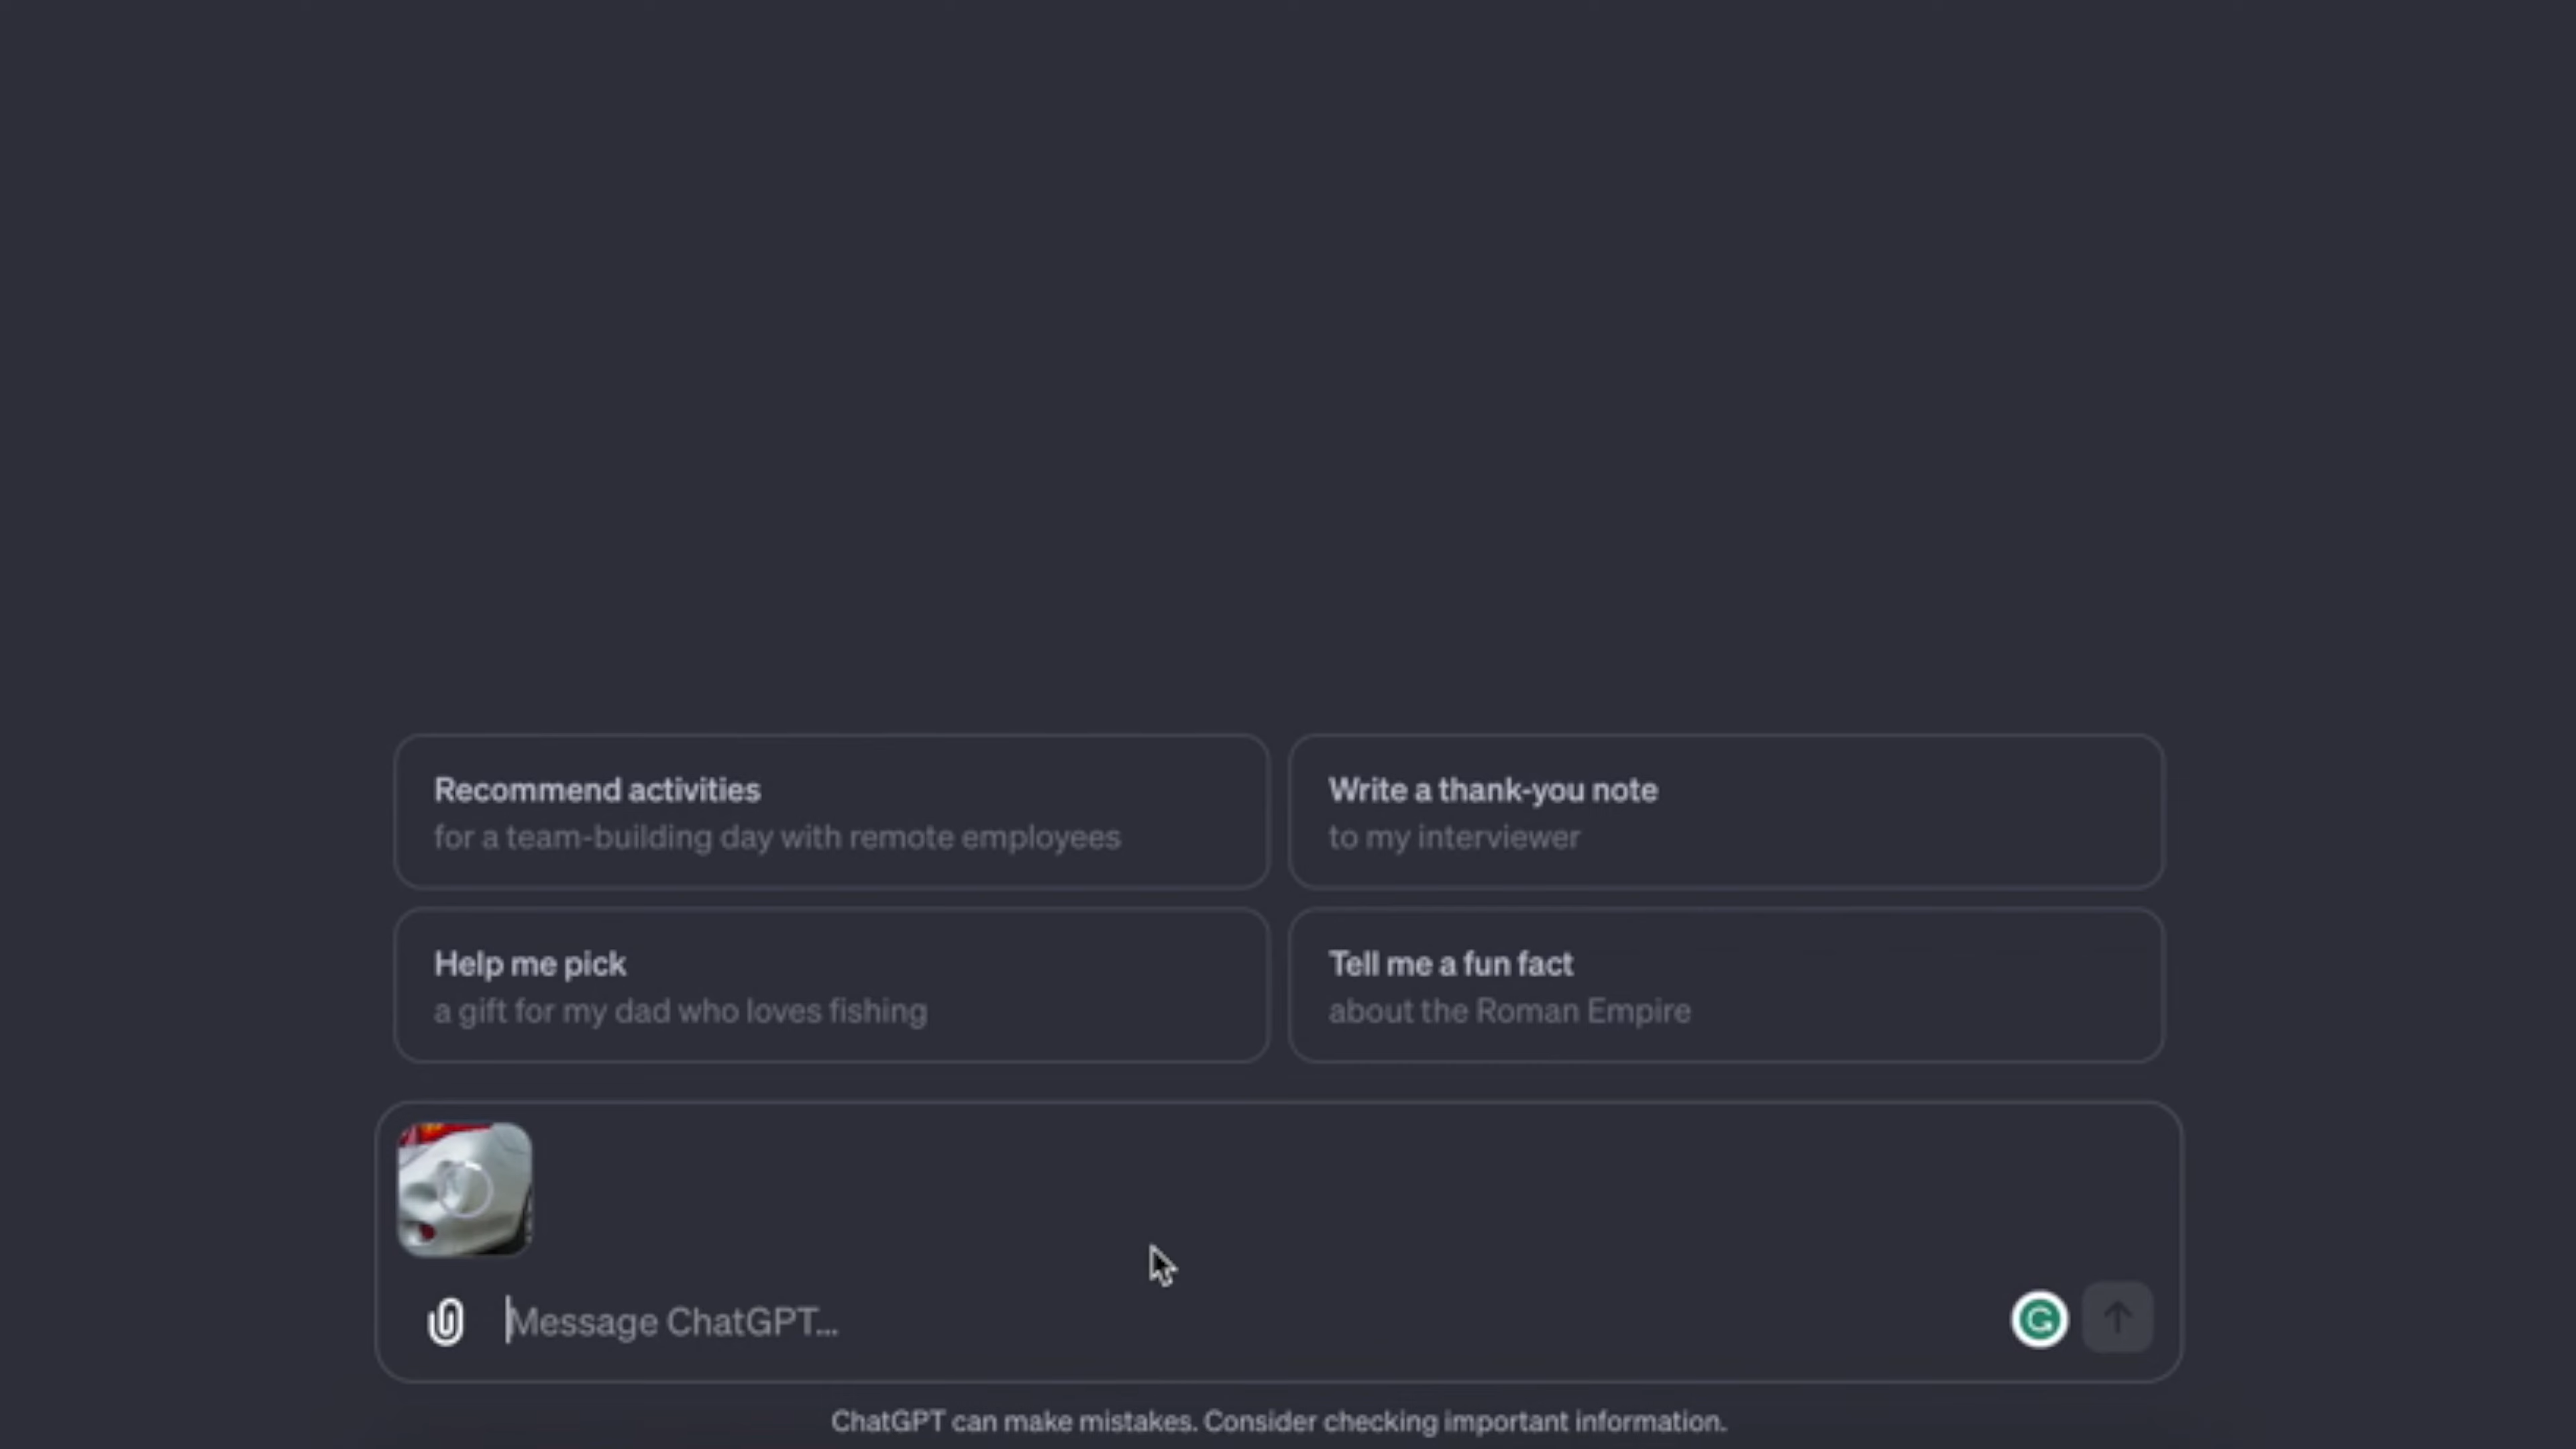 Recommend activities
for a team-building day with remote employees
Write a thank-you note
to my interviewer
Help me pick
a gift for my dad who loves fishing
Tell me a fun fact
about the Roman Empire
Message ChatGPT...
ChatGPT can make mistakes. Consider checking important information.